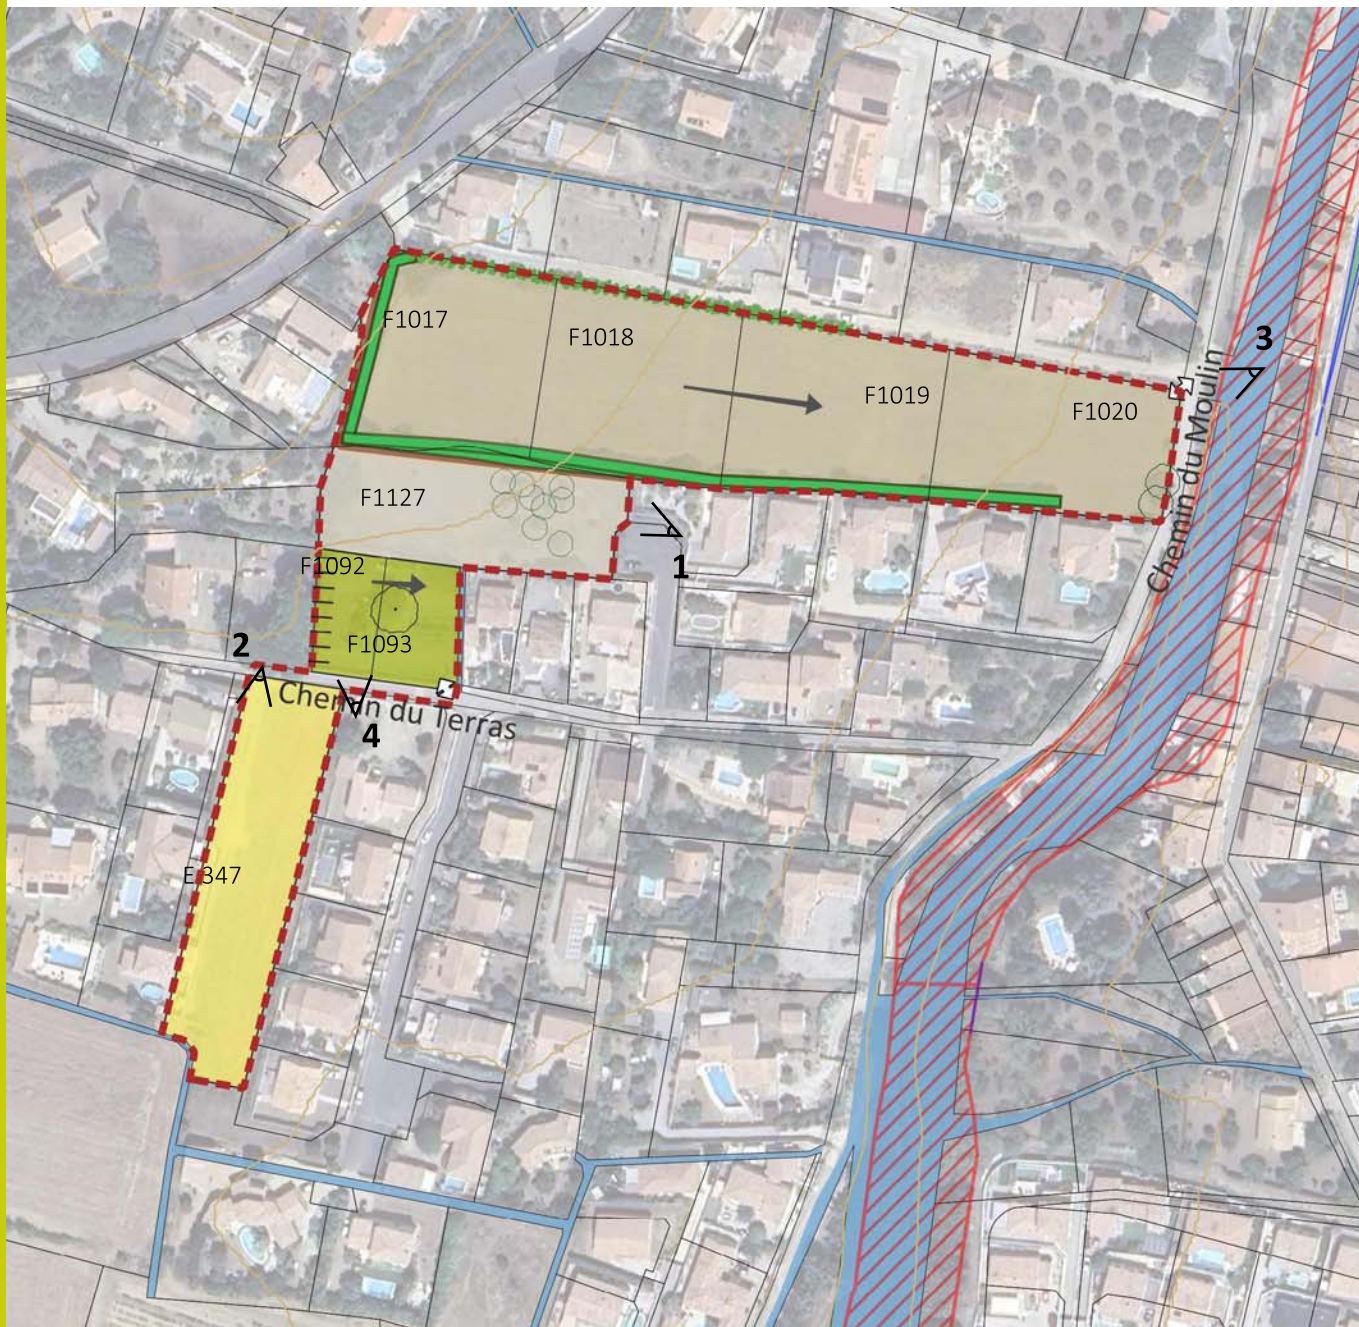 F1017
F1018
3
F1019
F1020
Chemin du Moulin
F1127
1
F1092
F1093
2
Chemin du Terras
4
E 347